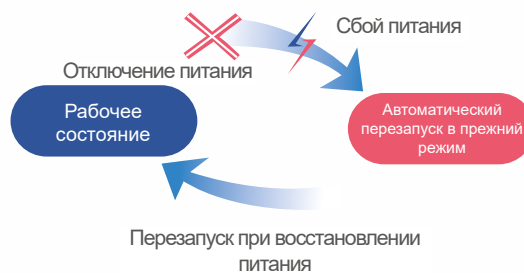 Сбой питания
Отключение питания
Рабочее
состояние
Автоматический
перезапуск в прежний
режим
Перезапуск при восстановлении
питания